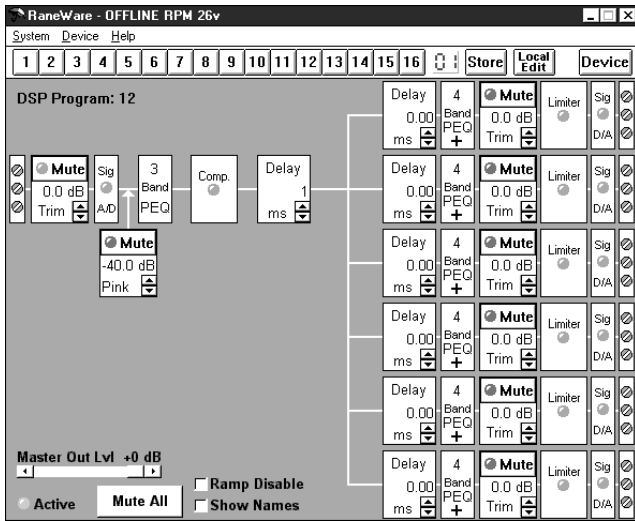 RaneWare - OFFLINE RPM 26v
System Device Help
1 2 3 4 5 6 7 8 9 10 11 12 13 14 15 16 01 Store Local Edit Device
DSP Program: 12
Mute
0.0 dB
Trim
Sig
A/D
3
Band
PEQ
Comp.
Delay
1
ms
Mute
-40.0 dB
Pink
Delay
0.00
ms
4
Band
PEQ
+
Mute
0.0 dB
Trim
Limiter
Sig
D/A
Delay
0.00
ms
4
Band
PEQ
+
Mute
0.0 dB
Trim
Limiter
Sig
D/A
Delay
0.00
ms
4
Band
PEQ
+
Mute
0.0 dB
Trim
Limiter
Sig
D/A
Delay
0.00
ms
4
Band
PEQ
+
Mute
0.0 dB
Trim
Limiter
Sig
D/A
Delay
0.00
ms
4
Band
PEQ
+
Mute
0.0 dB
Trim
Limiter
Sig
D/A
Delay
0.00
ms
4
Band
PEQ
+
Mute
0.0 dB
Trim
Limiter
Sig
D/A
Master Out Lvl +0 dB
Active
Mute All
Ramp Disable
Show Names